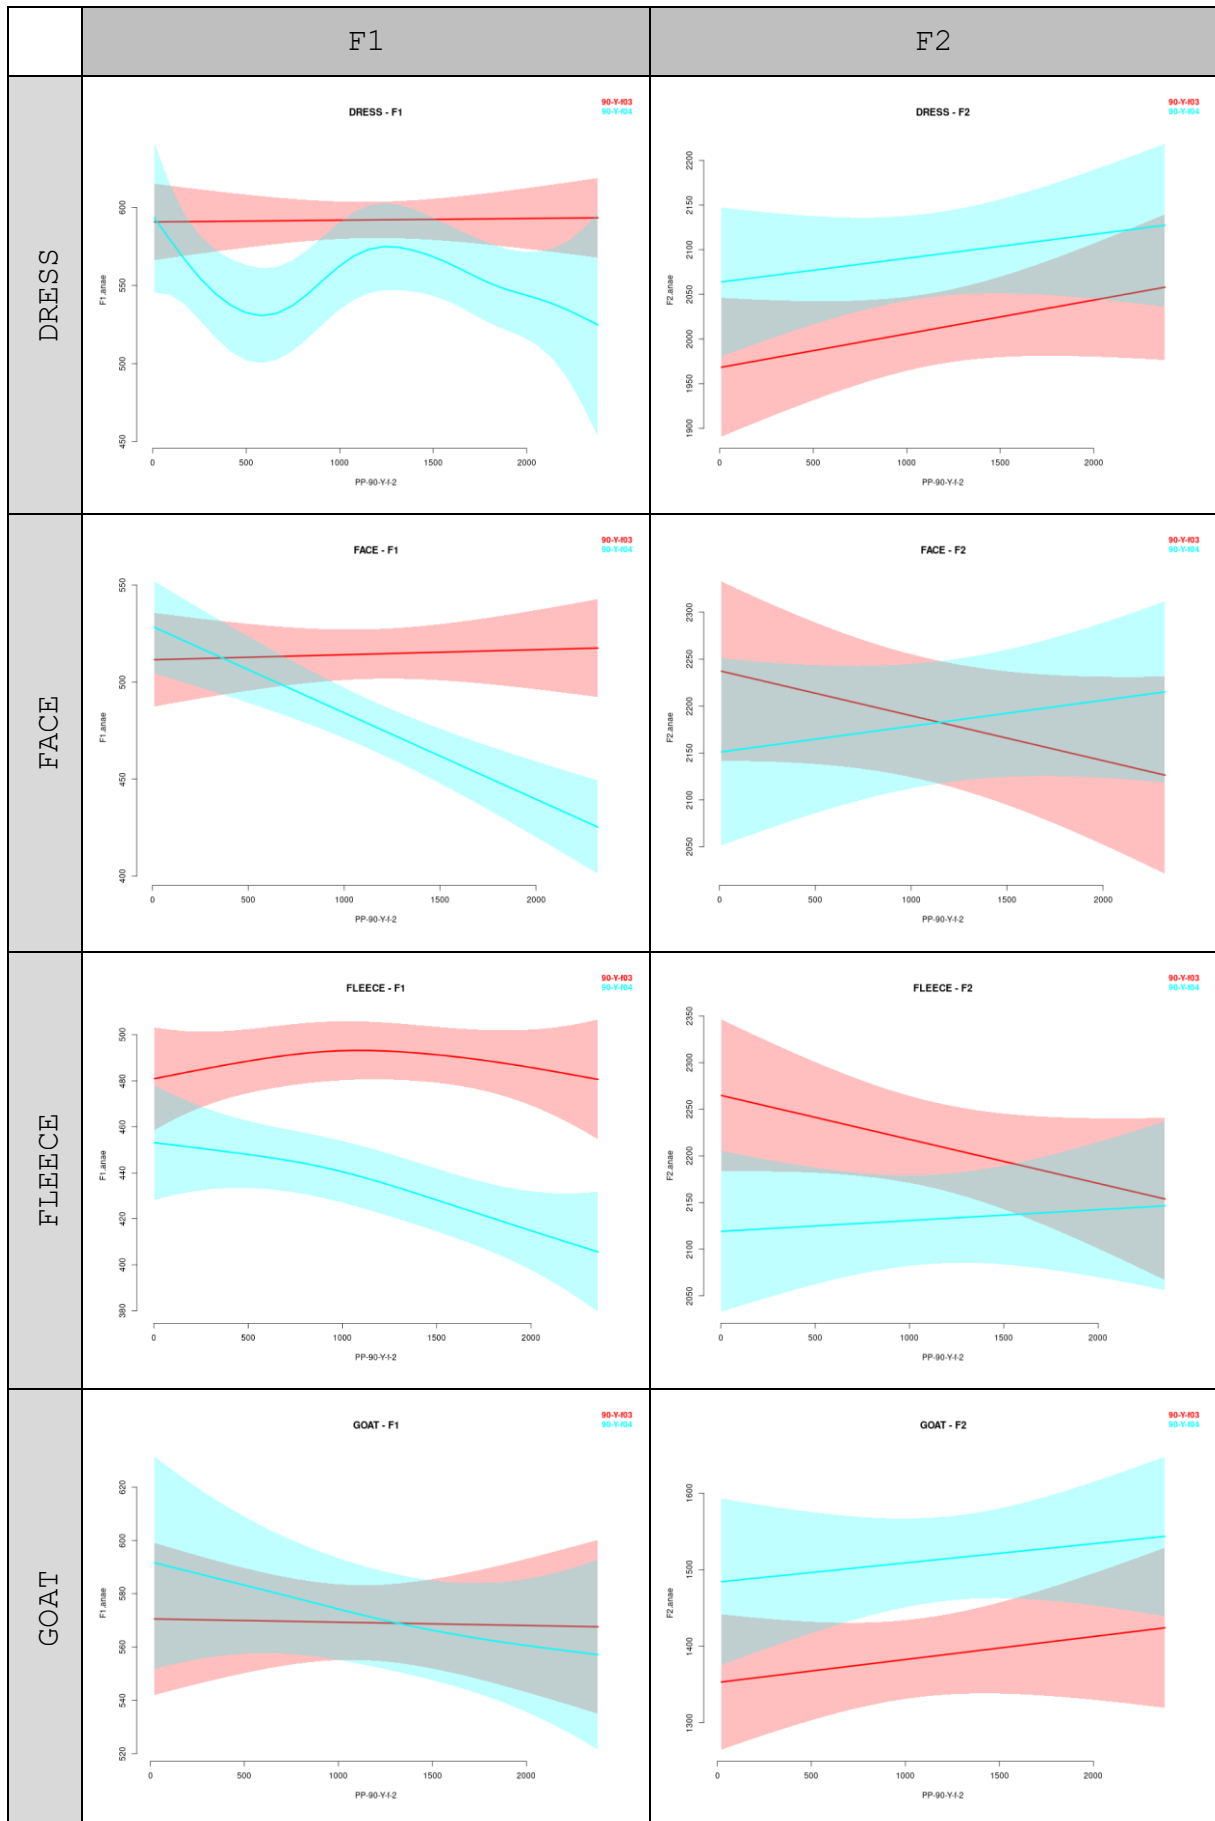 F1 F2
DRESS
DRESS - F1
90-Y-f03
90-Y-f04
F1.anae
600
550
500
450
0 500 1000 1500 2000
PP-90-Y-f-2
DRESS - F2
90-Y-f03
90-Y-f04
F2.anae
2200
2150
2100
2050
2000
1950
1900
0 500 1000 1500 2000
PP-90-Y-f-2
FACE
FACE - F1
90-Y-f03
90-Y-f04
F1.anae
550
500
450
400
0 500 1000 1500 2000
PP-90-Y-f-2
FACE - F2
90-Y-f03
90-Y-f04
F2.anae
2300
2250
2200
2150
2100
2050
0 500 1000 1500 2000
PP-90-Y-f-2
FLEECE
FLEECE - F1
90-Y-f03
90-Y-f04
F1.anae
500
480
460
440
420
400
380
0 500 1000 1500 2000
PP-90-Y-f-2
FLEECE - F2
90-Y-f03
90-Y-f04
F2.anae
2350
2300
2250
2200
2150
2100
2050
0 500 1000 1500 2000
PP-90-Y-f-2
GOAT
GOAT - F1
90-Y-f03
90-Y-f04
F1.anae
620
600
580
560
540
520
0 500 1000 1500 2000
PP-90-Y-f-2
GOAT - F2
90-Y-f03
90-Y-f04
F2.anae
1600
1500
1400
1300
0 500 1000 1500 2000
PP-90-Y-f-2